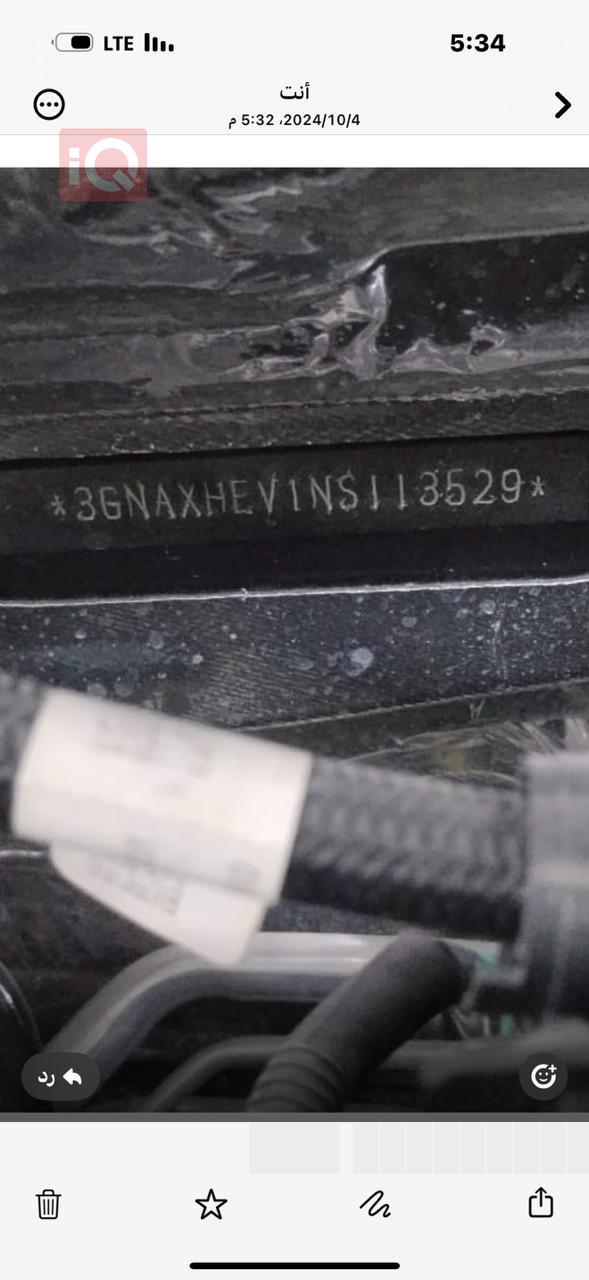 LTE 5:34
أنت
2024/10/4، 5:32 م
iQ
*3GNAXHEV1NS113529*
رد